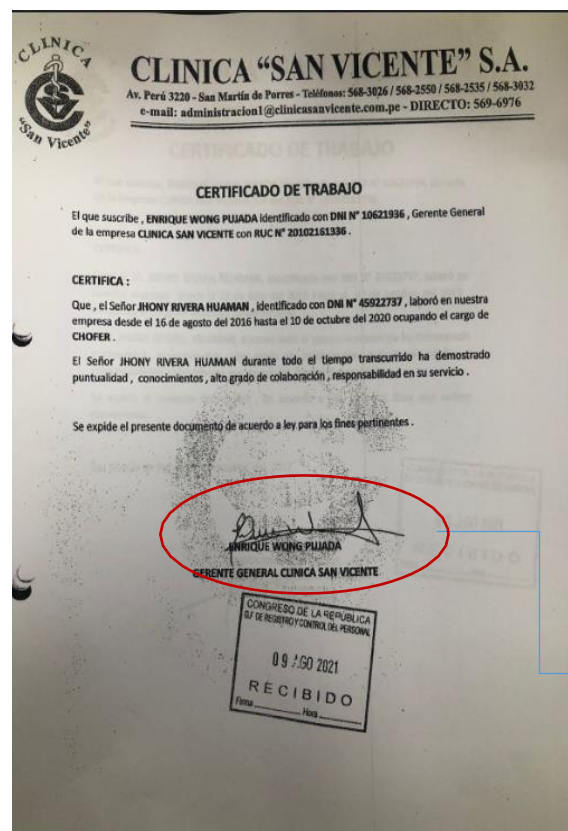 CLINICA
San Vicente
CLINICA “SAN VICENTE” S.A.
Av. Perú 3220 - San Martín de Porres - Teléfonos: 568-3026 / 568-2550 / 568-2535 / 568-3032
e-mail: administracion1@clinicasanvicente.com.pe - DIRECTO: 569-6976
CERTIFICADO DE TRABAJO
CERTIFICADO DE TRABAJO
El que suscribe , ENRIQUE WONG PUJADA identificado con DNI N° 10621936 , Gerente General
de la empresa CLINICA SAN VICENTE con RUC N° 20102161336 .
CERTIFICA :
Que , el Señor JHONY RIVERA HUAMAN , identificado con DNI N° 45922737 , laboró en nuestra
empresa desde el 16 de agosto del 2016 hasta el 10 de octubre del 2020 ocupando el cargo de
CHOFER .
El Señor JHONY RIVERA HUAMAN durante todo el tiempo transcurrido ha demostrado
puntualidad , conocimientos , alto grado de colaboración , responsabilidad en su servicio .
Se expide el presente documento de acuerdo a ley para los fines pertinentes .
ENRIQUE WONG PUJADA
GERENTE GENERAL CLINICA SAN VICENTE
CONGRESO DE LA REPÚBLICA
DE REGISTRO Y CONTROL DEL PERSONAL
09 AGO 2021
RECIBIDO
Firma Hora